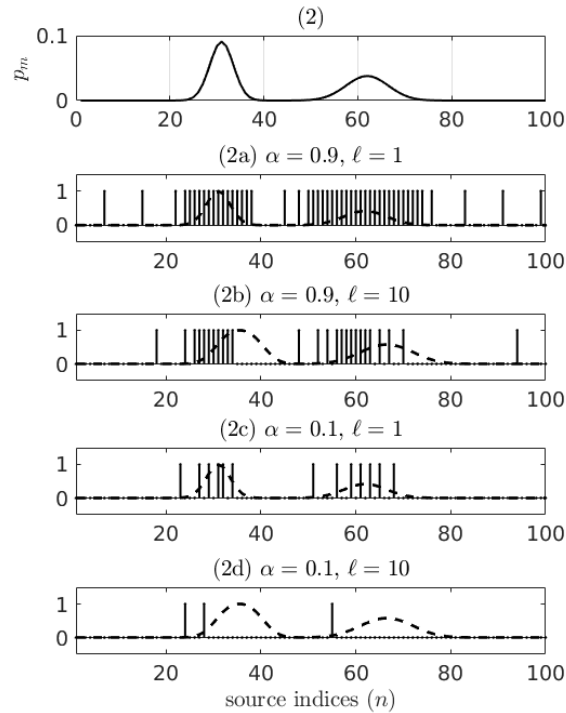 (2)
0.1
p_m
0
0 20 40 60 80 100
(2a) α = 0.9, ℓ = 1
1
0
20 40 60 80 100
(2b) α = 0.9, ℓ = 10
1
0
20 40 60 80 100
(2c) α = 0.1, ℓ = 1
1
0
20 40 60 80 100
(2d) α = 0.1, ℓ = 10
1
0
20 40 60 80 100
source indices (n)